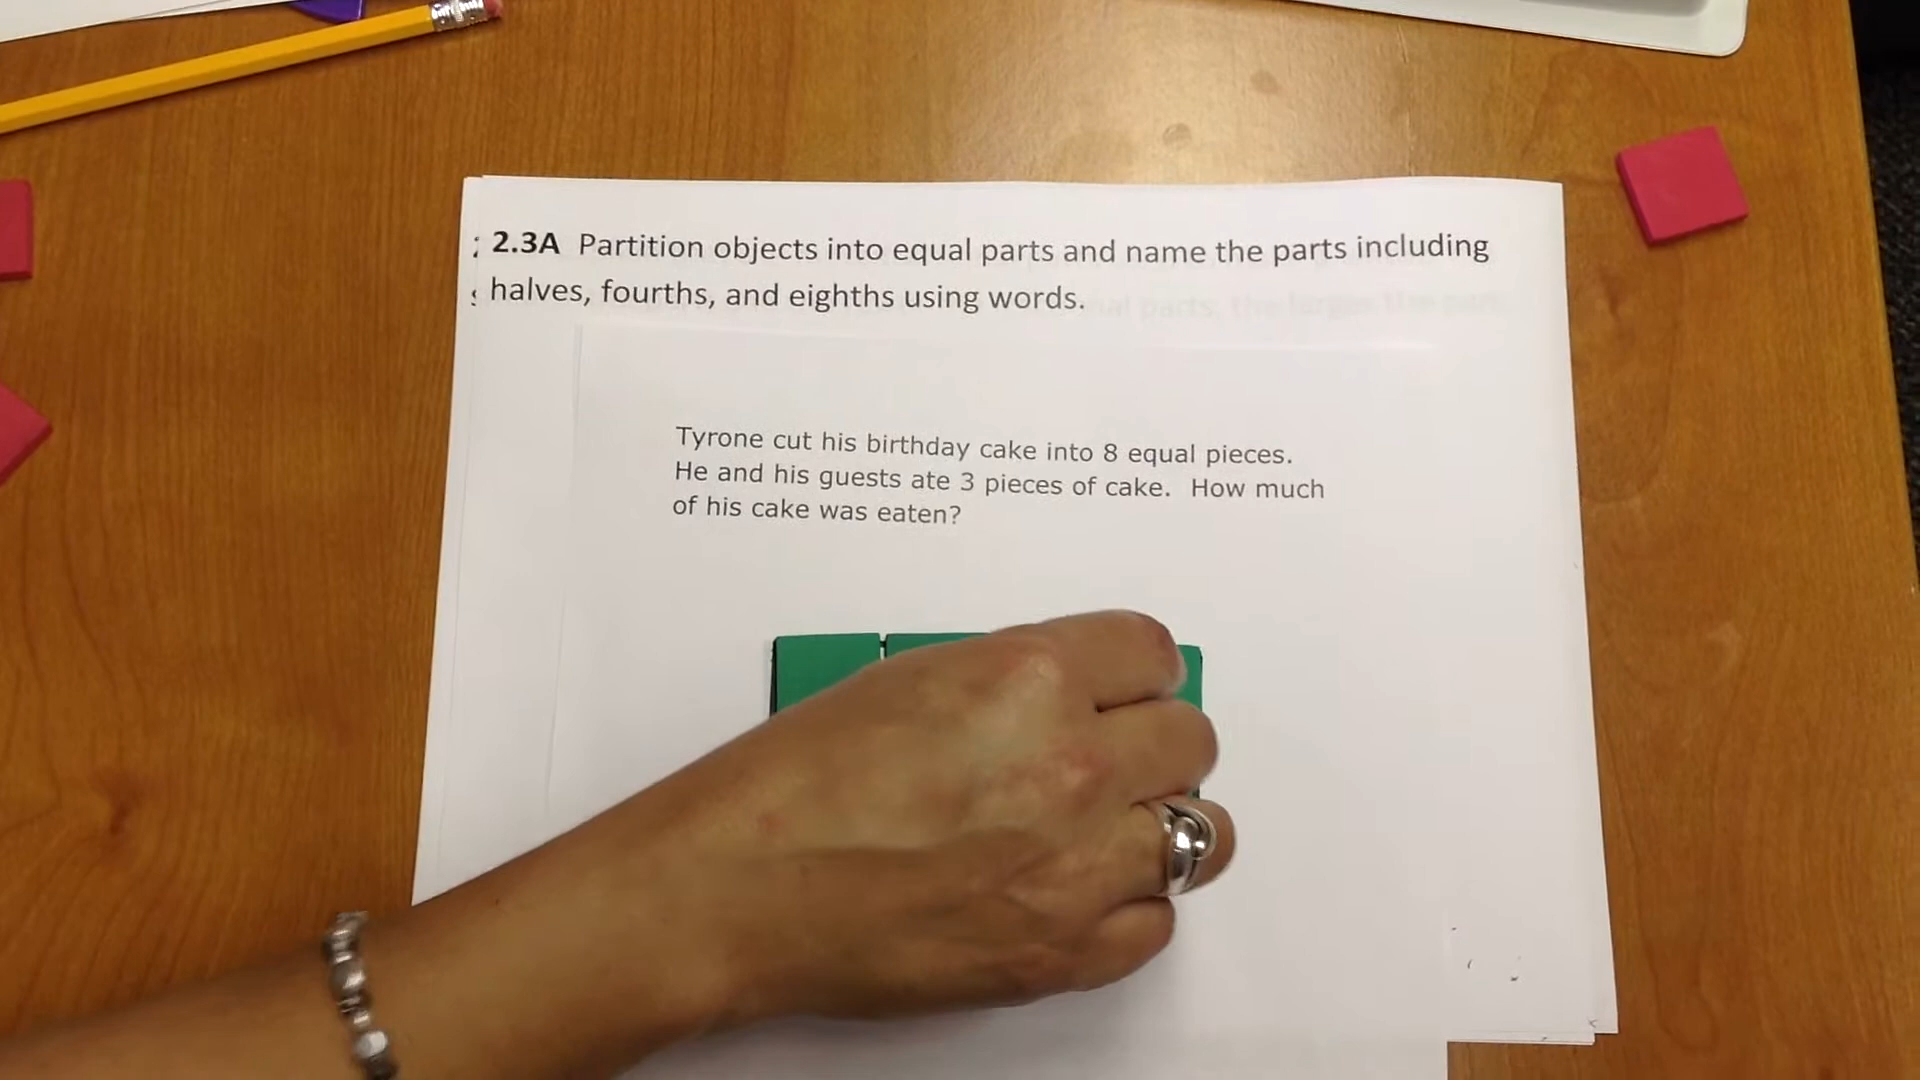 2.3A Partition objects into equal parts and name the parts including
halves, fourths, and eighths using words.
Tyrone cut his birthday cake into 8 equal pieces.
He and his guests ate 3 pieces of cake. How much
of his cake was eaten?